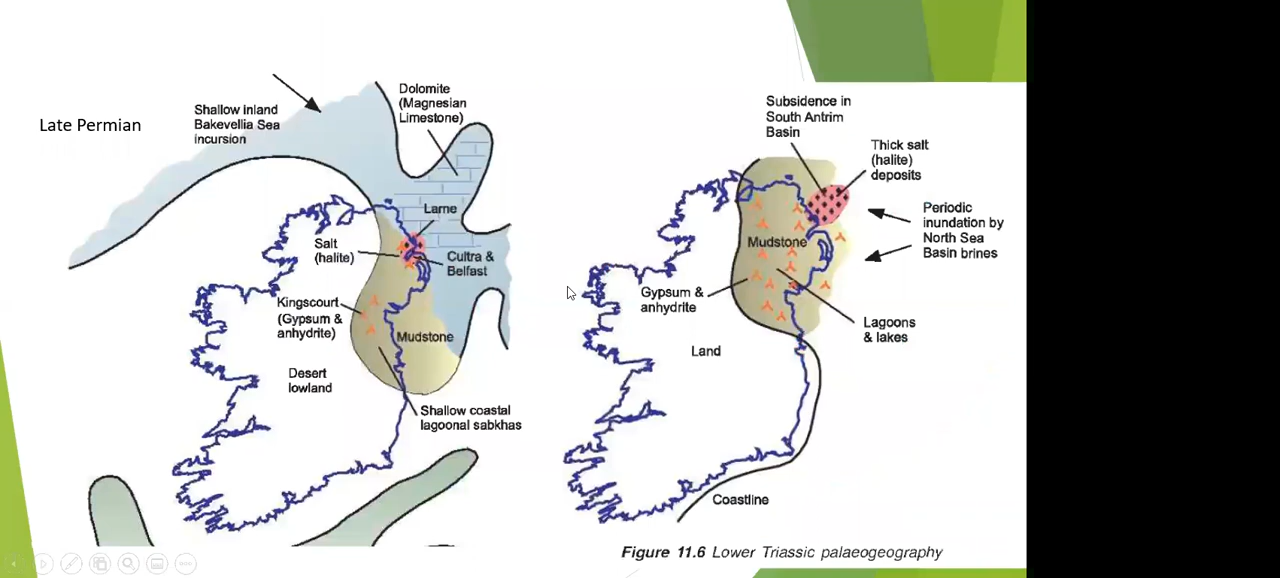 Late Permian
Shallow inland
Bakevellia Sea
incursion
Dolomite
(Magnesian
Limestone)
Larne
Salt
(halite)
Cultra &
Belfast
Kingscourt
(Gypsum &
anhydrite)
Mudstone
Desert
lowland
Shallow coastal
lagoonal sabkhas
Subsidence in
South Antrim
Basin
Thick salt
(halite)
deposits
Periodic
inundation by
North Sea
Basin brines
Mudstone
Gypsum &
anhydrite
Lagoons
& lakes
Land
Coastline
Figure 11.6 Lower Triassic palaeogeography